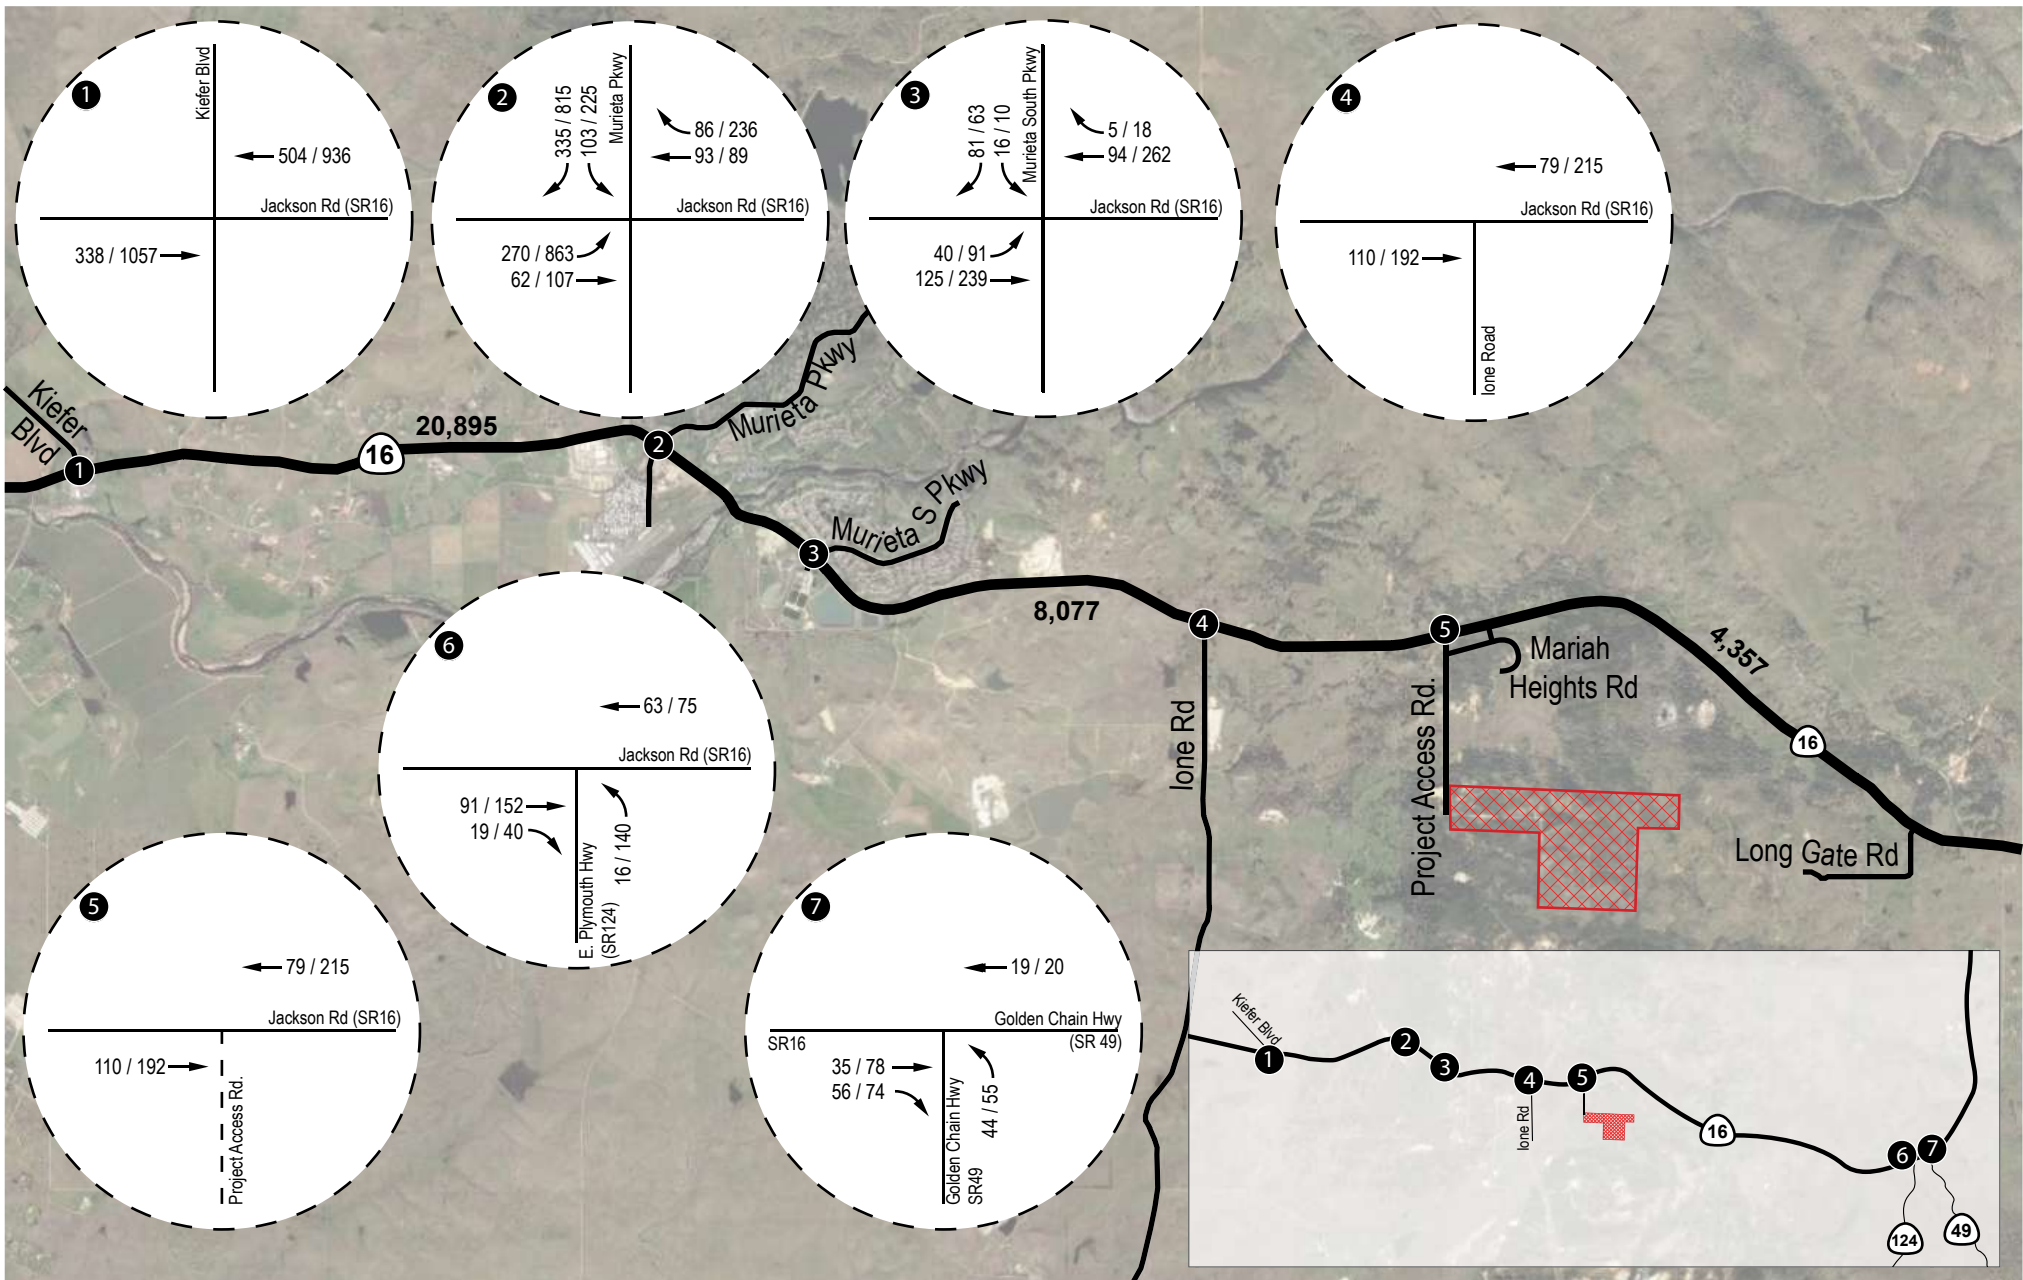 1
Kiefer Blvd
504 / 936
Jackson Rd (SR16)
338 / 1057
2
335 / 815
103 / 225
Murieta Pkwy
86 / 236
93 / 89
Jackson Rd (SR16)
270 / 863
62 / 107
3
81 / 63
16 / 10
Murieta South Pkwy
5 / 18
94 / 262
Jackson Rd (SR16)
40 / 91
125 / 239
4
79 / 215
Jackson Rd (SR16)
110 / 192
Ione Road
Kiefer
Blvd
1
16
20,895
2
Murieta Pkwy
3
Murieta S Pkwy
8,077
4
Ione Rd
5
Mariah
Heights Rd
Project Access Rd.
4,357
16
Long Gate Rd
6
63 / 75
Jackson Rd (SR16)
91 / 152
19 / 40
16 / 140
E. Plymouth Hwy
(SR124)
5
79 / 215
Jackson Rd (SR16)
110 / 192
Project Access Rd.
7
19 / 20
Golden Chain Hwy
(SR 49)
SR16
35 / 78
56 / 74
44 / 55
Golden Chain Hwy
SR49
Kiefer Blvd
1
2
3
4
5
Ione Rd
16
6
7
124
49